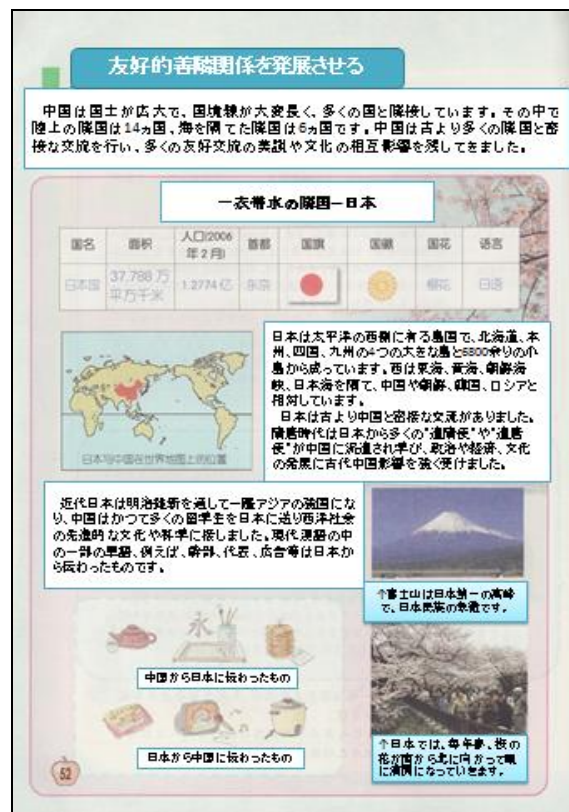 友好的善隣関係を発展させる
中国は国土が広大で、国境線が大変長く、多くの国と隣接しています。その中で
陸上の隣国は14ヵ国、海を隔てた隣国は6ヵ国です。中国は古より多くの隣国と密
接な交流を行い、多くの友好交流の美談や文化の相互影響を残してきました。
一衣帯水の隣国ー日本
国名 面积 人口(2006年2月) 首都 国旗 国徽 国花 语言
日本国 37.788万平方千米 1.2774亿 东京 樱花 日语
日本は太平洋の西側に有る島国で、北海道、本
州、四国、九州の4つの大きな島と6800余りの小
島から成っています。西は東海、黄海、朝鮮海
峡、日本海を隔て、中国や朝鮮、韓国、ロシアと
相対しています。
日本は古より中国と密接な交流がありました。
隋唐時代は日本から多くの"遣隋使"や"遣唐
使"が中国に派遣され学び、政治や経済、文化
の発展に古代中国影響を強く受けました。
日本与中国在世界地图上的位置
近代日本は明治維新を通して一躍アジアの強国にな
り、中国はかつて多くの留学生を日本に送り西洋社会
の先進的な文化や科学に接しました。現代漢語の中
の一部の単語、例えば、幹部、代表、広告等は日本か
ら伝わったものです。
↑富士山は日本第一の高峰
で、日本民族の象徴です。
永
中国から日本に伝わったもの
日本から中国に伝わったもの
↑日本では、毎年春、桜の
花が南から北に向かって順
に満開になっていきます。
52